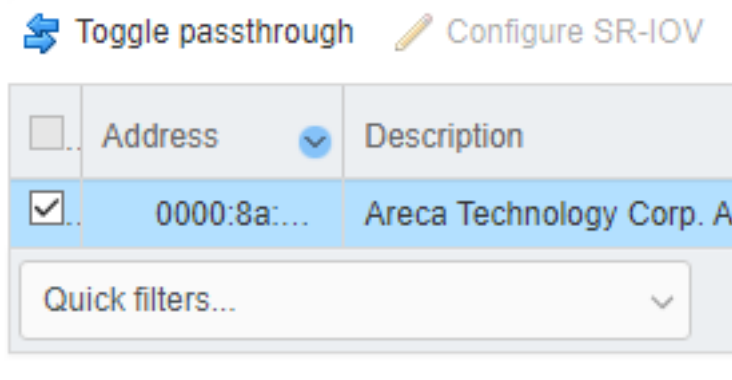 Toggle passthrough Configure SR-IOV
Address Description
0000:8a:... Areca Technology Corp. A
Quick filters...